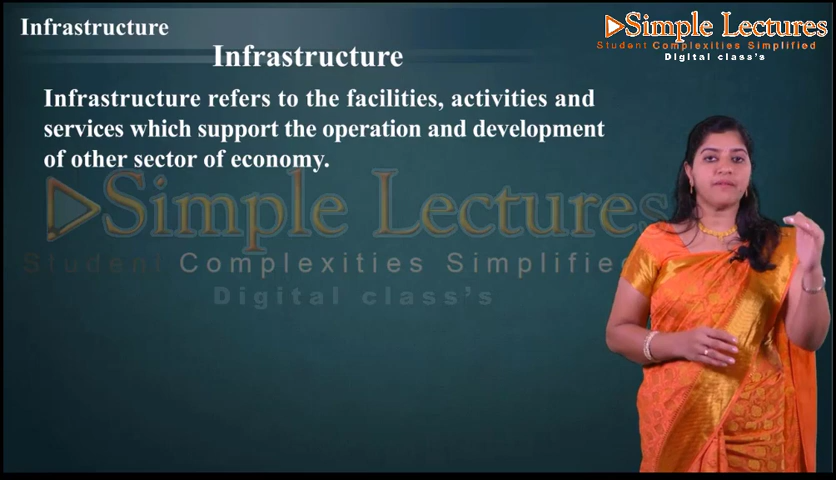 Infrastructure
Simple Lectures
Student Complexities Simplified
Digital class's
Infrastructure
Infrastructure refers to the facilities, activities and
services which support the operation and development
of other sector of economy.
Simple Lectures
Student Complexities Simplified
Digital class's